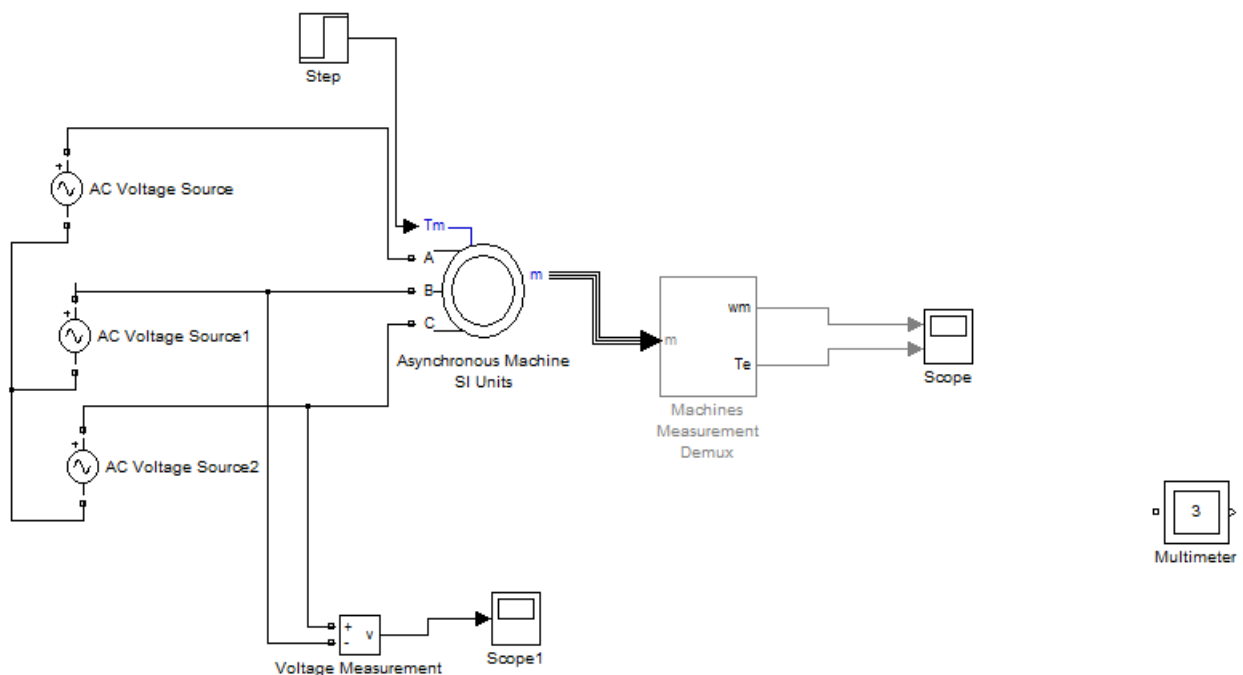 Step
+
AC Voltage Source
Tm
A
B
C
m
Asynchronous Machine
SI Units
+
AC Voltage Source1
+
AC Voltage Source2
m
wm
Te
Machines
Measurement
Demux
Scope
3
Multimeter
+
-
v
Voltage Measurement
Scope1